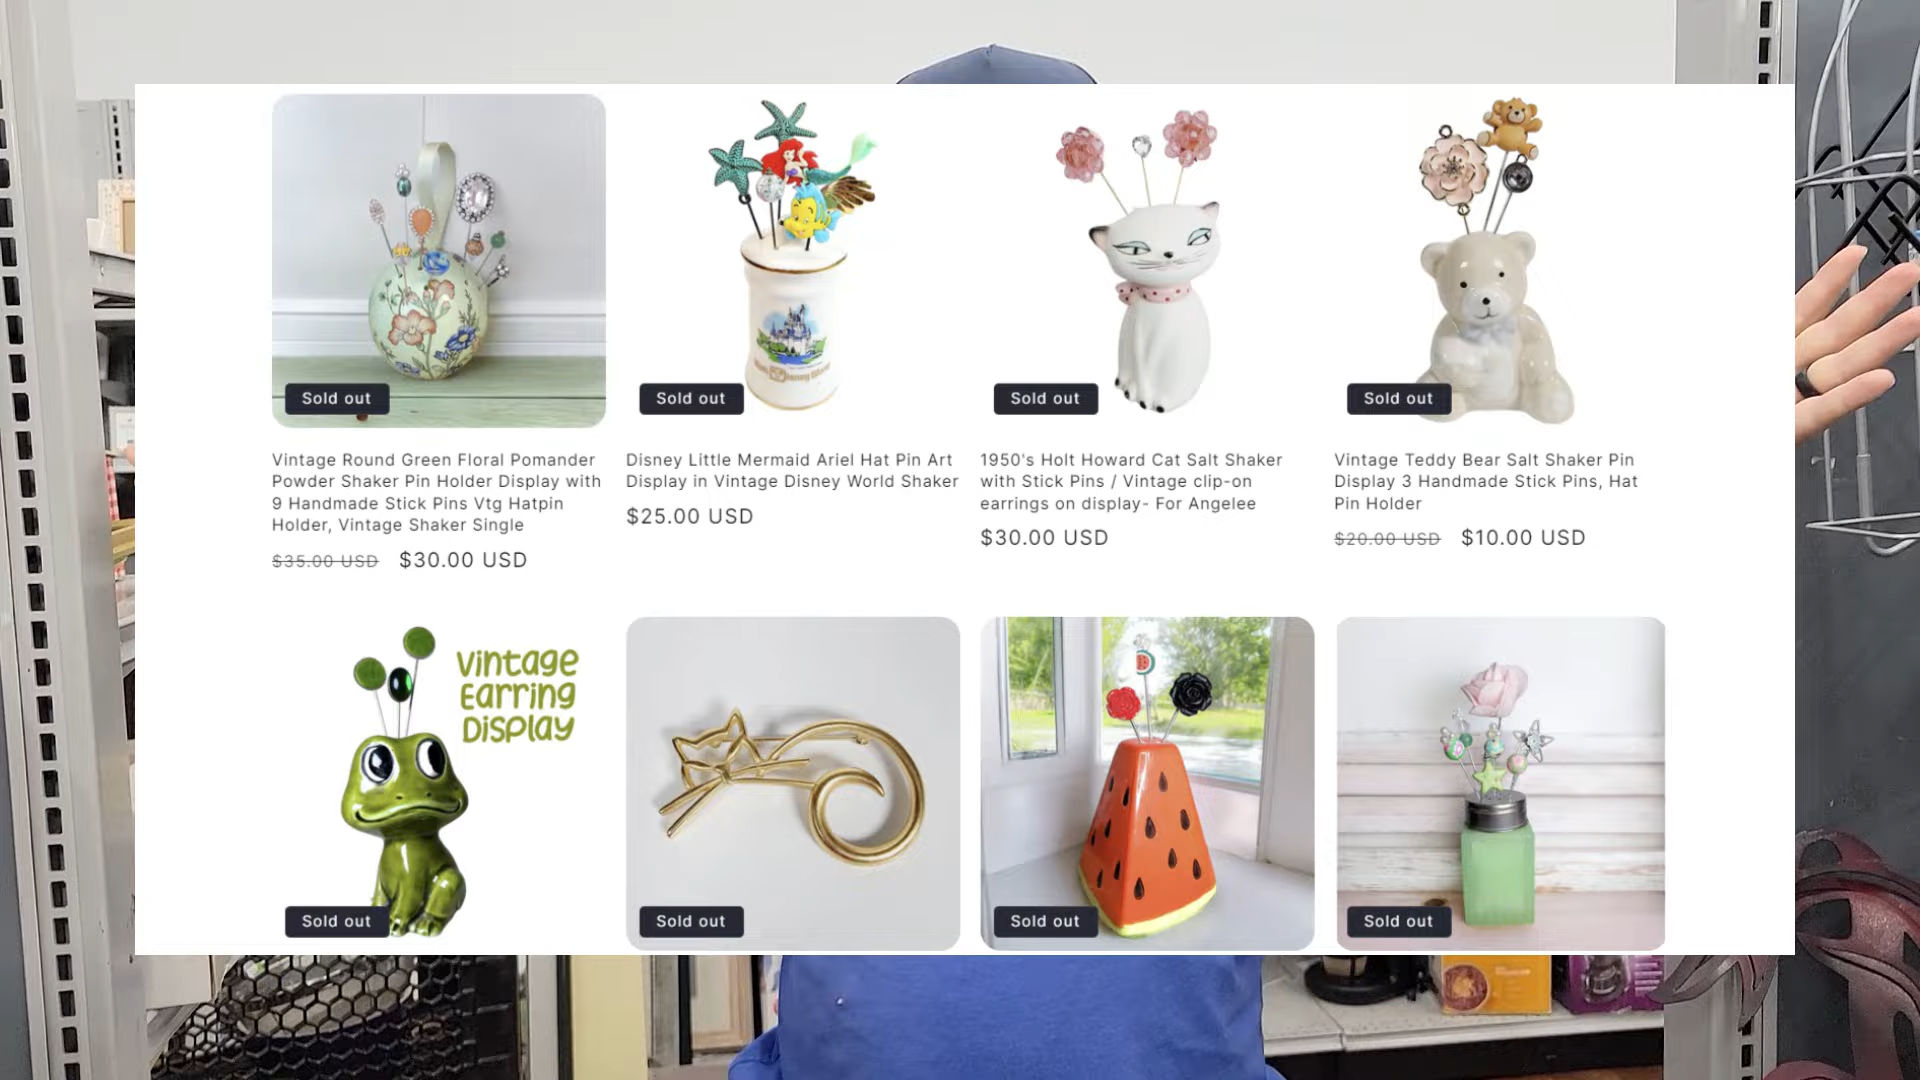 Sold out
Sold out
Sold out
Sold out
Vintage Round Green Floral Pomander
Powder Shaker Pin Holder Display with
9 Handmade Stick Pins Vtg Hatpin
Holder, Vintage Shaker Single
$35.00 USD $30.00 USD
Disney Little Mermaid Ariel Hat Pin Art
Display in Vintage Disney World Shaker
$25.00 USD
1950's Holt Howard Cat Salt Shaker
with Stick Pins / Vintage clip-on
earrings on display- For Angelee
$30.00 USD
Vintage Teddy Bear Salt Shaker Pin
Display 3 Handmade Stick Pins, Hat
Pin Holder
$20.00 USD $10.00 USD
Vintage
Earring
Display
Sold out
Sold out
Sold out
Sold out